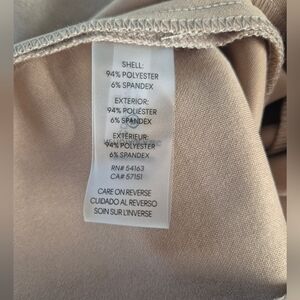 SHELL:
94% POLYESTER
6% SPANDEX
EXTERIOR:
94% POLIÉSTER
6% SPANDEX
EXTÉRIEUR:
94% POLYESTER
6% SPANDEX
RN# 54163
CA# 57151
CARE ON REVERSE
CUIDADO AL REVERSO
SOIN SUR L'INVERSE